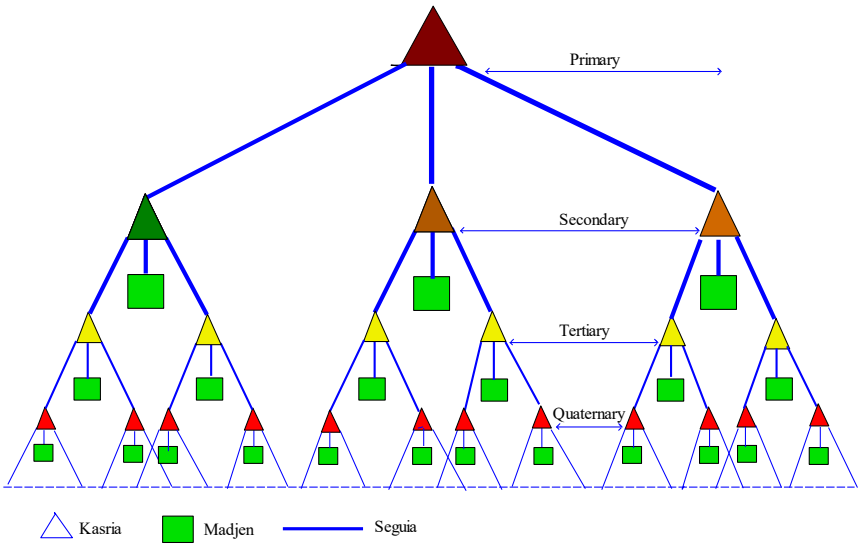 Primary
Secondary
Tertiary
Quaternary
Kasria
Madjen
Seguia